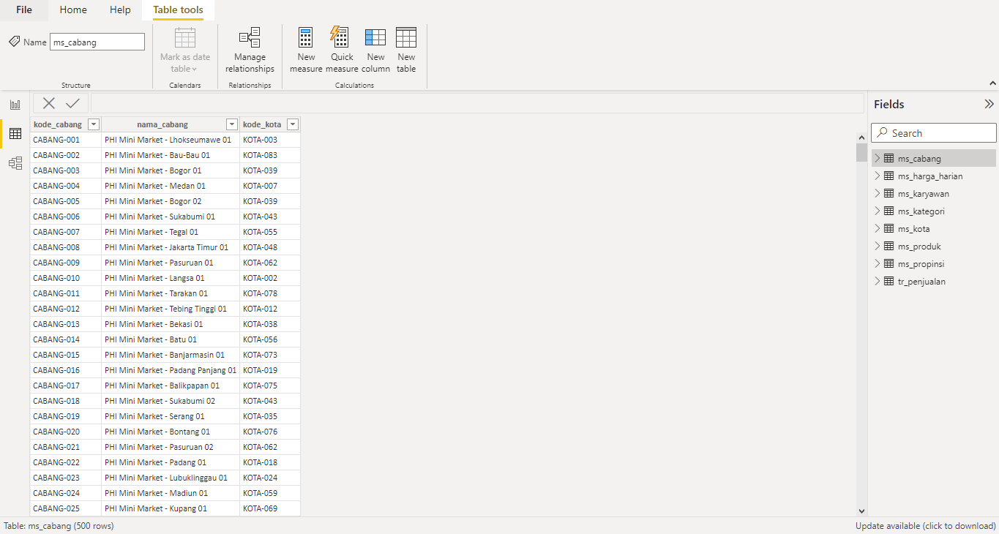 File Home Help Table tools
Name ms_cabang
Mark as date
table
Manage
relationships
New
measure
Quick
measure
New
column
New
table
Structure Calendars Relationships Calculations
Fields
Search
ms_cabang
ms_harga_harian
ms_karyawan
ms_kategori
ms_kota
ms_produk
ms_propinsi
tr_penjualan
kode_cabang nama_cabang kode_kota
CABANG-001 PHI Mini Market - Lhokseumawe 01 KOTA-003
CABANG-002 PHI Mini Market - Bau-Bau 01 KOTA-083
CABANG-003 PHI Mini Market - Bogor 01 KOTA-039
CABANG-004 PHI Mini Market - Medan 01 KOTA-007
CABANG-005 PHI Mini Market - Bogor 02 KOTA-039
CABANG-006 PHI Mini Market - Sukabumi 01 KOTA-043
CABANG-007 PHI Mini Market - Tegal 01 KOTA-055
CABANG-008 PHI Mini Market - Jakarta Timur 01 KOTA-048
CABANG-009 PHI Mini Market - Pasuruan 01 KOTA-062
CABANG-010 PHI Mini Market - Langsa 01 KOTA-002
CABANG-011 PHI Mini Market - Tarakan 01 KOTA-078
CABANG-012 PHI Mini Market - Tebing Tinggi 01 KOTA-012
CABANG-013 PHI Mini Market - Bekasi 01 KOTA-038
CABANG-014 PHI Mini Market - Batu 01 KOTA-056
CABANG-015 PHI Mini Market - Banjarmasin 01 KOTA-073
CABANG-016 PHI Mini Market - Padang Panjang 01 KOTA-019
CABANG-017 PHI Mini Market - Balikpapan 01 KOTA-075
CABANG-018 PHI Mini Market - Sukabumi 02 KOTA-043
CABANG-019 PHI Mini Market - Serang 01 KOTA-035
CABANG-020 PHI Mini Market - Bontang 01 KOTA-076
CABANG-021 PHI Mini Market - Pasuruan 02 KOTA-062
CABANG-022 PHI Mini Market - Padang 01 KOTA-018
CABANG-023 PHI Mini Market - Lubuklinggau 01 KOTA-024
CABANG-024 PHI Mini Market - Madiun 01 KOTA-059
CABANG-025 PHI Mini Market - Kupang 01 KOTA-069
Table: ms_cabang (500 rows) Update available (click to download)